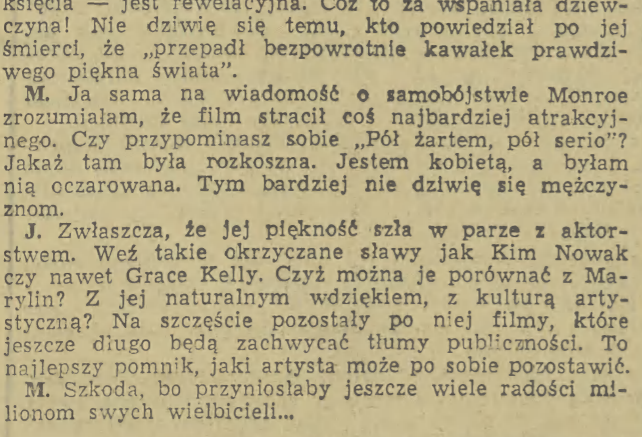 księcia — jest rewelacyjna. Cóż to za wspaniała dziew-
czyna! Nie dziwię się temu, kto powiedział po jej
śmierci, że „przepadł bezpowrotnie kawałek prawdzi-
wego piękna świata”.
M. Ja sama na wiadomość o samobójstwie Monroe
zrozumiałam, że film stracił coś najbardziej atrakcyj-
nego. Czy przypominasz sobie „Pół żartem, pół serio”?
Jakaż tam była rozkoszna. Jestem kobietą, a byłam
nią oczarowana. Tym bardziej nie dziwię się mężczy-
znom.
J. Zwłaszcza, że jej piękność szła w parze z aktor-
stwem. Weź takie okrzyczane sławy jak Kim Nowak
czy nawet Grace Kelly. Czyż można je porównać z Ma-
rylin? Z jej naturalnym wdziękiem, z kulturą arty-
styczną? Na szczęście pozostały po niej filmy, które
jeszcze długo będą zachwycać tłumy publiczności. To
najlepszy pomnik, jaki artysta może po sobie pozostawić.
M. Szkoda, bo przyniosłaby jeszcze wiele radości mi-
lionom swych wielbicieli...